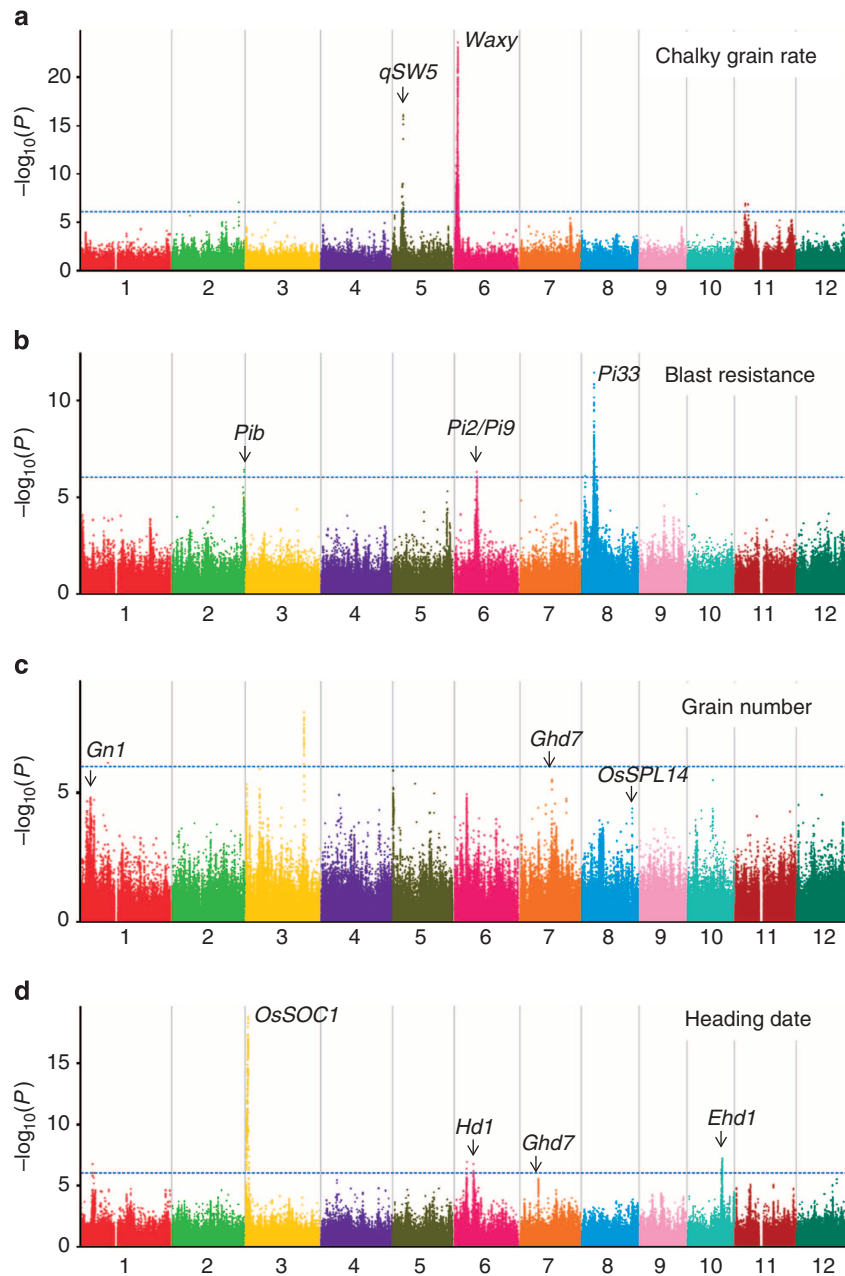 a
Waxy
Chalky grain rate
qSW5
20
15
10
5
0
−log10(P)
1 2 3 4 5 6 7 8 9 10 11 12
b
Pi33
Blast resistance
Pib
Pi2/Pi9
10
5
0
−log10(P)
1 2 3 4 5 6 7 8 9 10 11 12
c
Grain number
Gn1
Ghd7
OsSPL14
5
0
−log10(P)
1 2 3 4 5 6 7 8 9 10 11 12
d
OsSOC1
Heading date
Hd1
Ghd7
Ehd1
15
10
5
0
−log10(P)
1 2 3 4 5 6 7 8 9 10 11 12